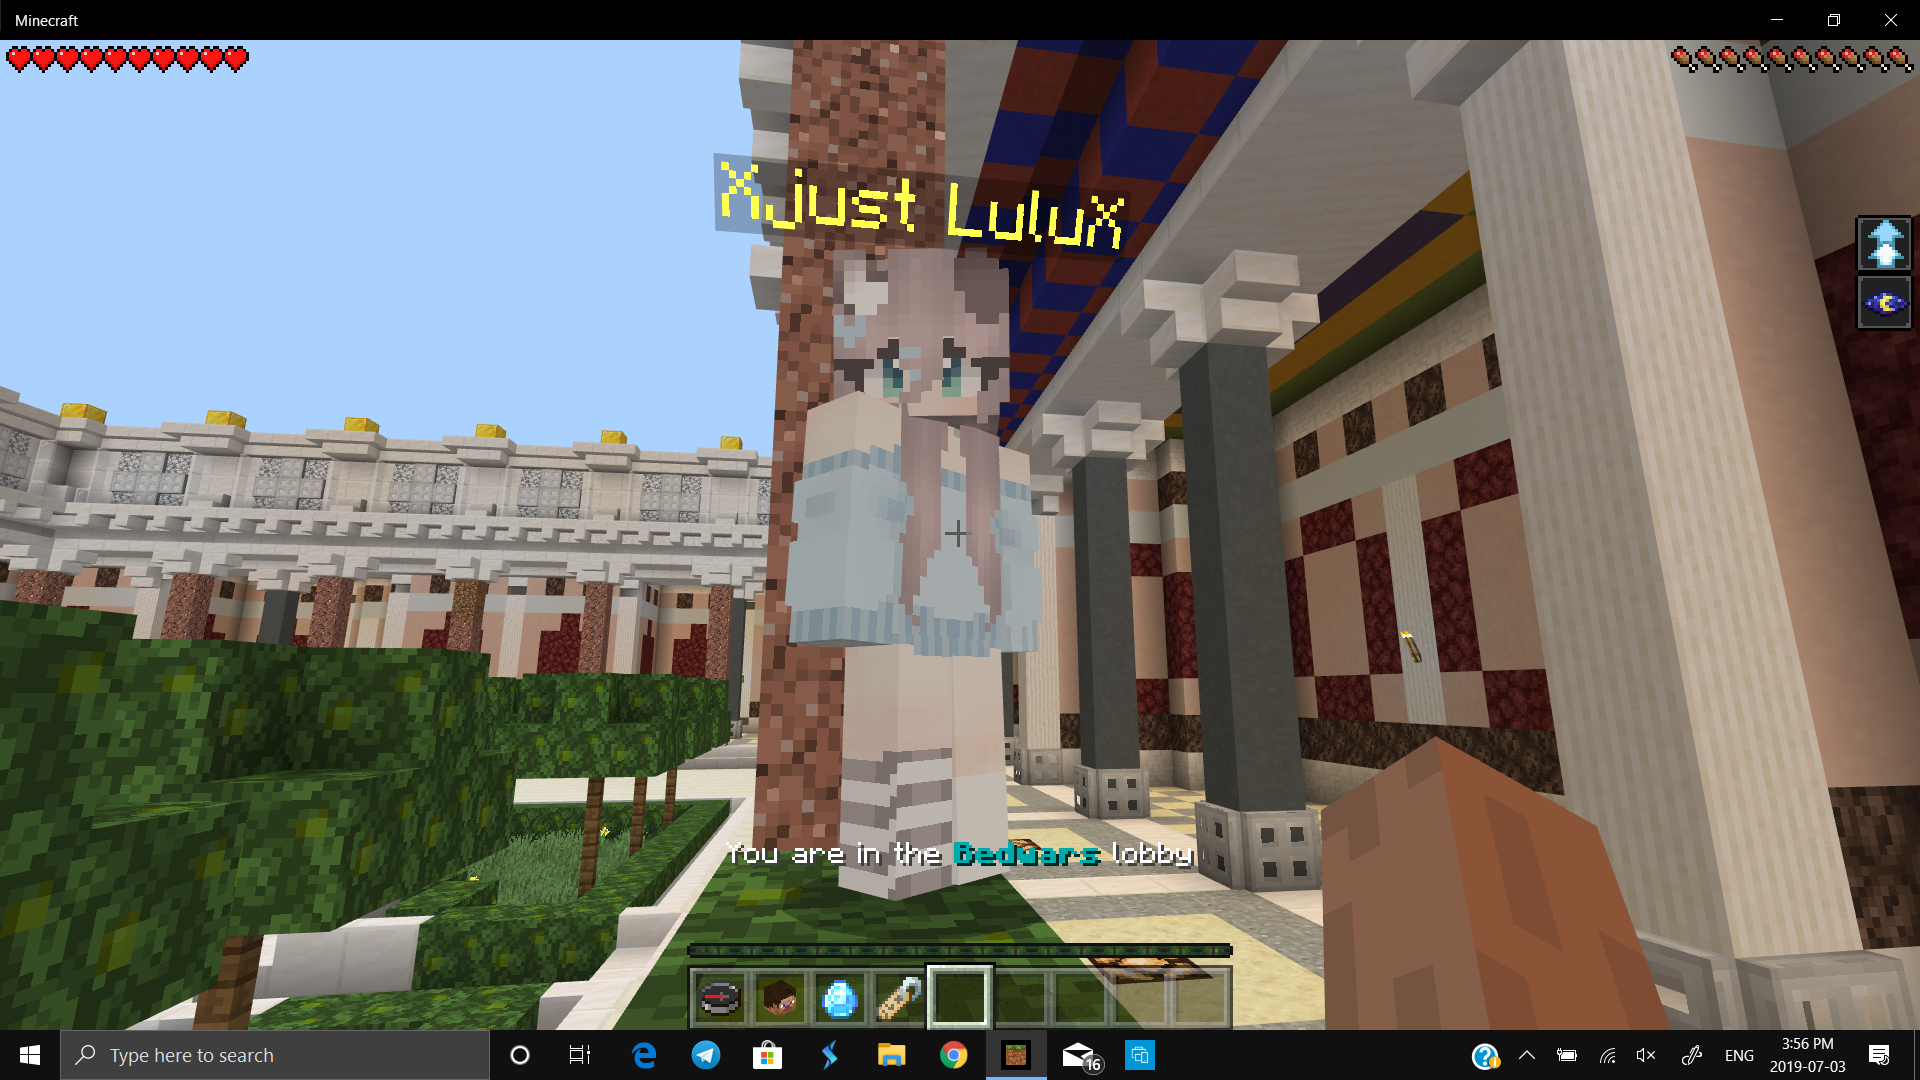 Minecraft
Xjust LuluX
You are in the Bedwars lobby
Type here to search
16
ENG
3:56 PM
2019-07-03